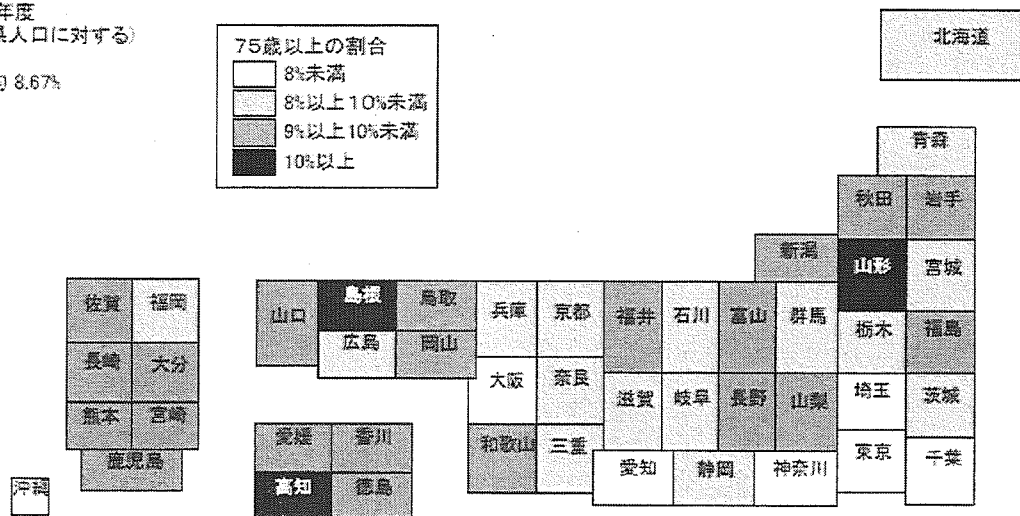 年度
県人口に対する)
8.67%
75歳以上の割合
8%未満
8%以上10%未満
9%以上10%未満
10%以上
北海道
青森
秋田
岩手
新潟
山形
宮城
佐賀
福岡
山口
島根
鳥取
兵庫
京都
福井
石川
富山
群馬
栃木
福島
長崎
大分
広島
岡山
大阪
奈良
滋賀
岐阜
長野
山梨
埼玉
茨城
熊本
宮崎
愛媛
香川
和歌山
三重
東京
千葉
鹿児島
愛知
静岡
神奈川
沖縄
高知
徳島